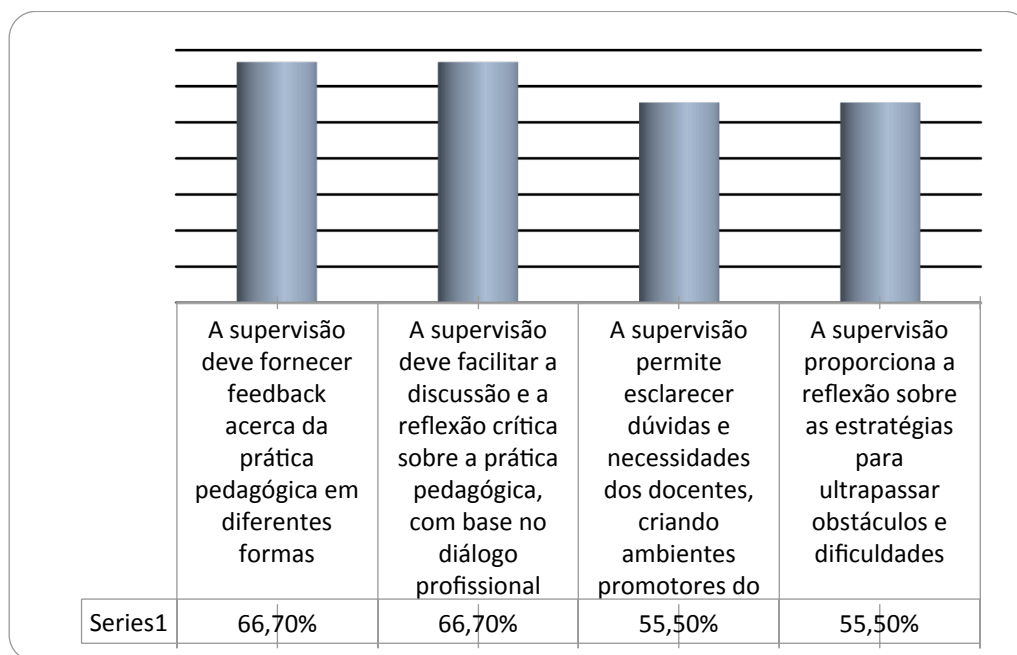 A supervisão
deve fornecer
feedback
acerca da
prática
pedagógica em
diferentes
formas
A supervisão
deve facilitar a
discussão e a
reflexão crítica
sobre a prática
pedagógica,
com base no
diálogo
profissional
A supervisão
permite
esclarecer
dúvidas e
necessidades
dos docentes,
criando
ambientes
promotores do
A supervisão
proporciona a
reflexão sobre
as estratégias
para
ultrapassar
obstáculos e
dificuldades
Series1 66,70% 66,70% 55,50% 55,50%